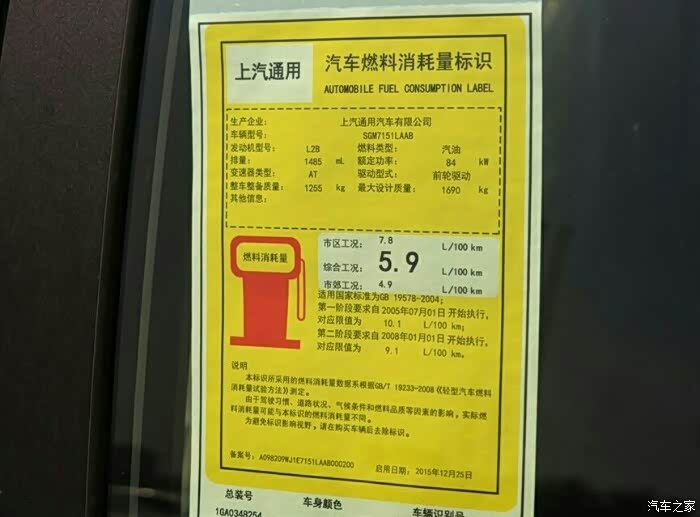 上汽通用
汽车燃料消耗量标识
AUTOMOBILE FUEL CONSUMPTION LABEL
生产企业: 上汽通用汽车有限公司
车辆型号: SGM7151LAAB
发动机型号: L2B 燃料类型: 汽油
排量: 1485 mL 额定功率: 84 kW
变速器类型: AT 驱动型式: 前轮驱动
整车整备质量: 1255 kg 最大设计质量: 1690 kg
其他信息:
燃料消耗量
市区工况: 7.8 L/100 km
综合工况: 5.9 L/100 km
市郊工况: 4.9 L/100 km
适用国家标准为GB 19578-2004;
第一阶段要求自 2005年07月01日 开始执行,
对应限值为 10.1 L/100 km;
第二阶段要求自 2008年01月01日 开始执行,
对应限值为 9.1 L/100 km。
说明
本标识所采用的燃料消耗量数据系根据GB/T 19233-2008《轻型汽车燃料
消耗量试验方法》测定。
由于驾驶习惯、道路状况、气候条件和燃料品质等因素的影响,实际燃
料消耗量可能与本标识的燃料消耗量不同。
为避免标识影响视野,请在购买车辆后去除标识。
备案号: A098209WJ1E7151LAAB000200 启用日期: 2015年12月25日
总装号 车身颜色 车辆识别号
1GA0348254
汽车之家